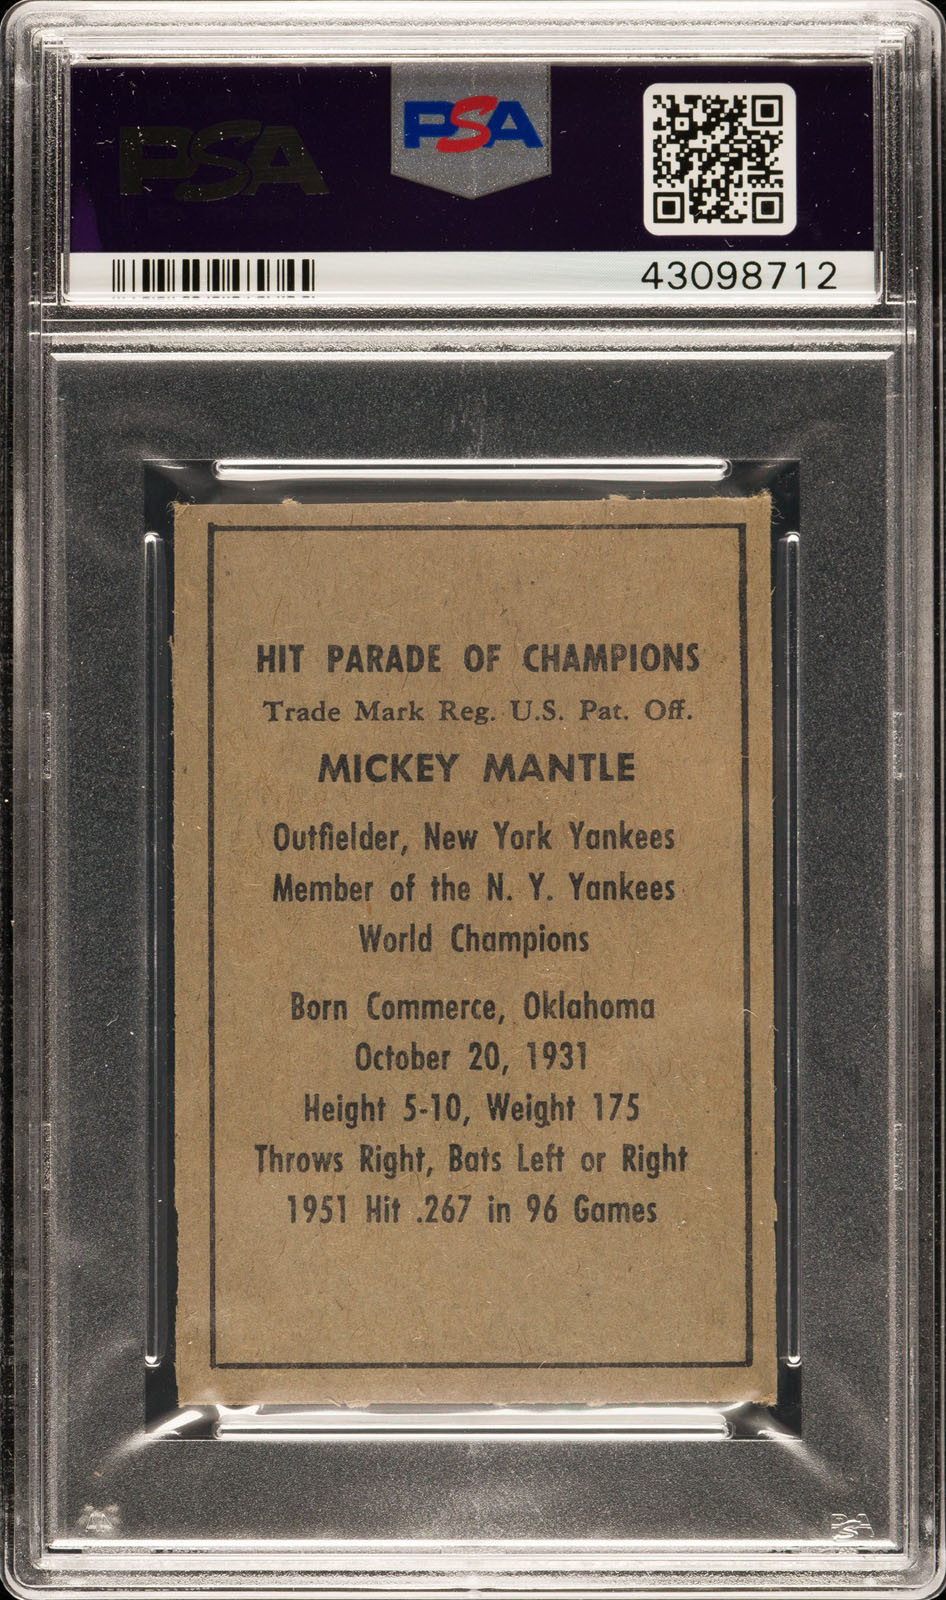 PSA
PSA
43098712
HIT PARADE OF CHAMPIONS
Trade Mark Reg. U.S. Pat. Off.
MICKEY MANTLE
Outfielder, New York Yankees
Member of the N. Y. Yankees
World Champions
Born Commerce, Oklahoma
October 20, 1931
Height 5-10, Weight 175
Throws Right, Bats Left or Right
1951 Hit .267 in 96 Games
PSA